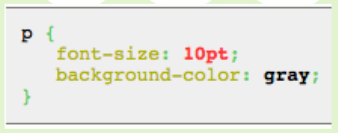 p {
font-size: 10pt;
background-color: gray;
}